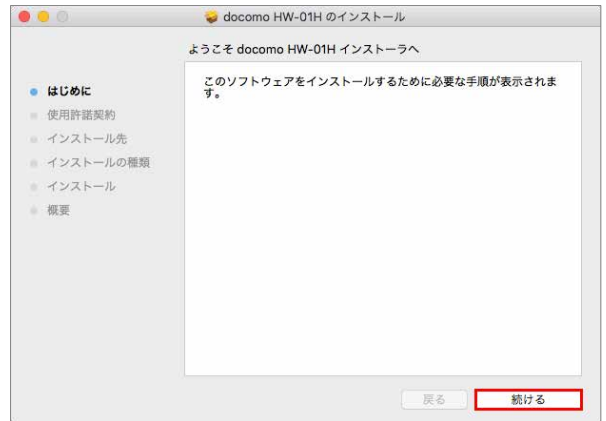 docomo HW-01H のインストール
ようこそ docomo HW-01H インストーラへ
はじめに
使用許諾契約
インストール先
インストールの種類
インストール
概要
このソフトウェアをインストールするために必要な手順が表示されま
す。
戻る
続ける